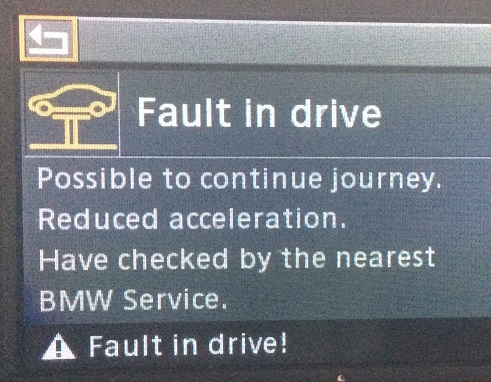 Fault in drive
Possible to continue journey.
Reduced acceleration.
Have checked by the nearest
BMW Service.
Fault in drive!